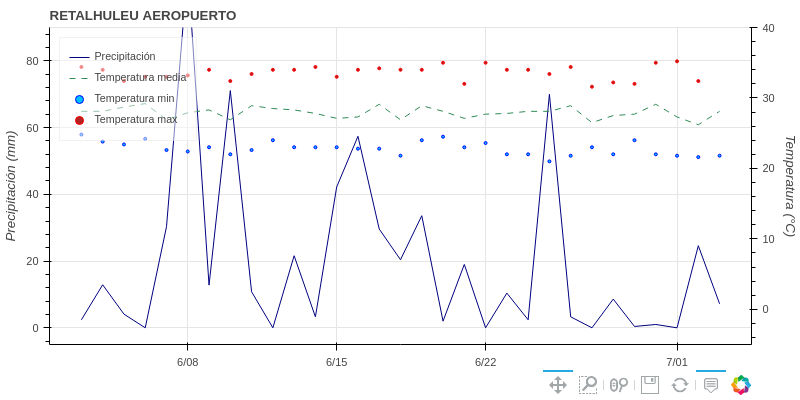 RETALHULEU AEROPUERTO
Precipitación
Temperatura media
Temperatura min
Temperatura max
Precipitación (mm)
80
60
40
20
0
Temperatura (°C)
40
30
20
10
0
6/08
6/15
6/22
7/01